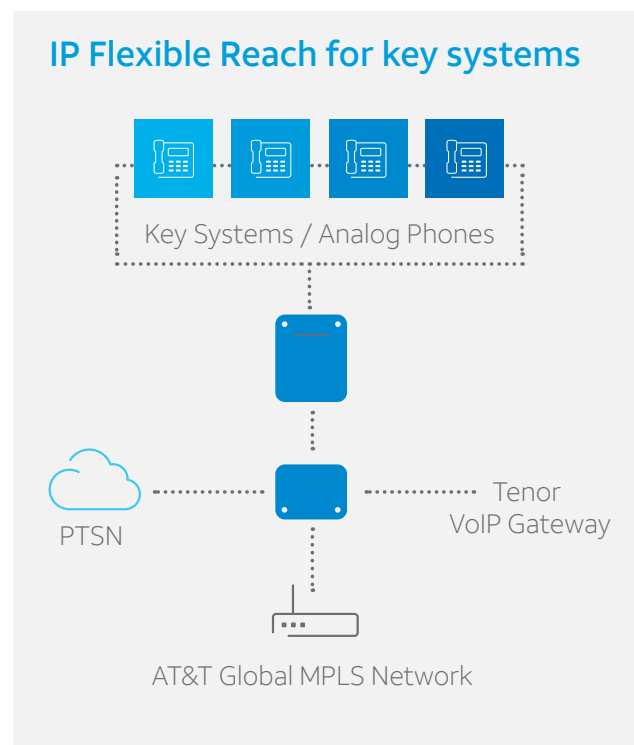 IP Flexible Reach for key systems
Key Systems / Analog Phones
PTSN
Tenor
VoIP Gateway
AT&T Global MPLS Network